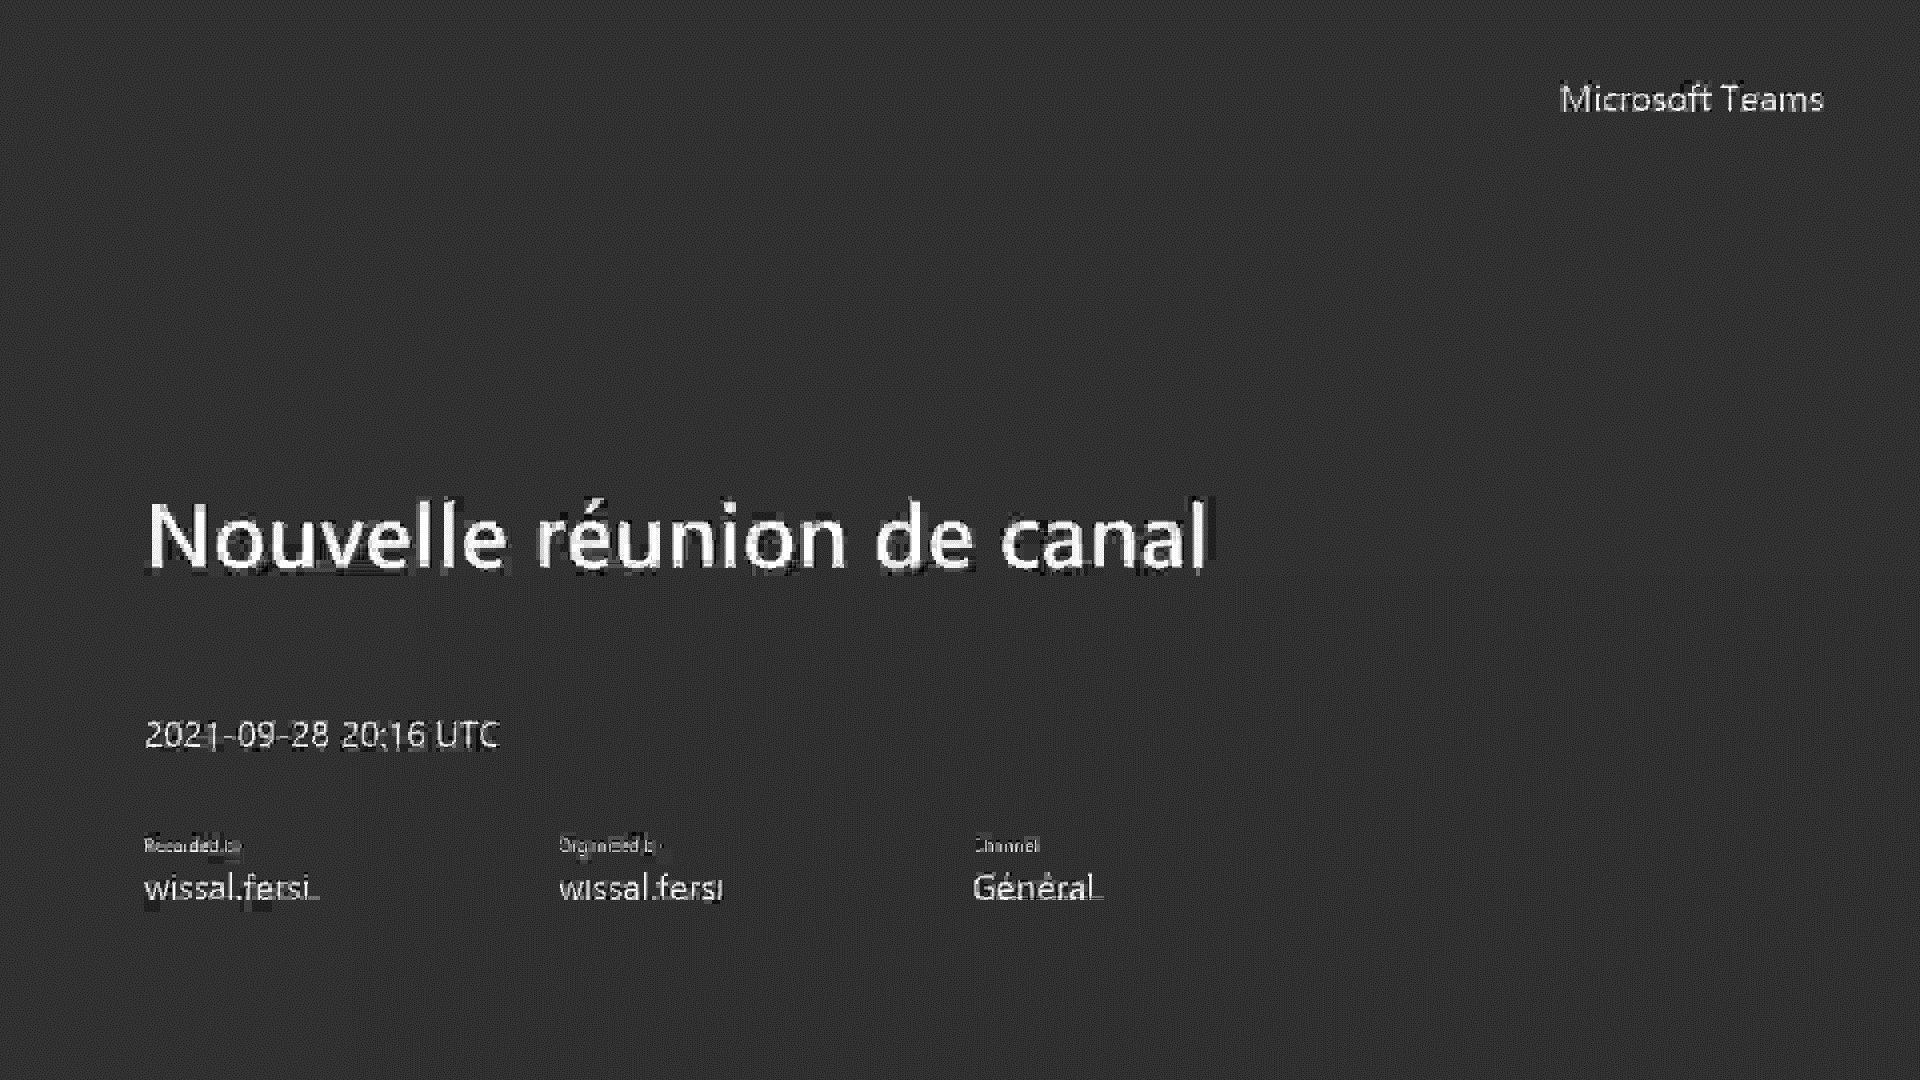 Microsoft Teams
Nouvelle réunion de canal
2021-09-28 20:16 UTC
Recorded by
Organized by
Channel
wissal.fersi
wissal.fersi
Général